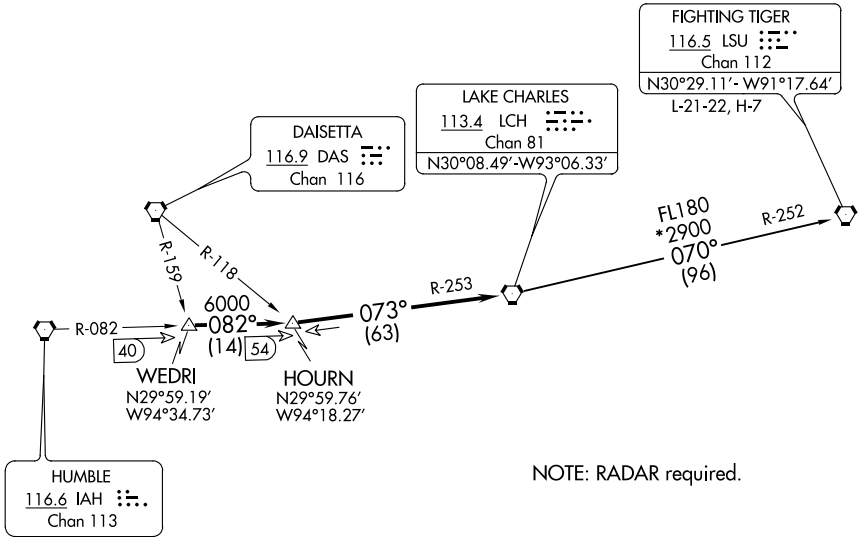 FIGHTING TIGER
116.5 LSU
Chan 112
N30°29.11'- W91°17.64'
L-21-22, H-7
LAKE CHARLES
113.4 LCH
Chan 81
N30°08.49'-W93°06.33'
DAISETTA
116.9 DAS
Chan 116
R-159
R-118
FL180
*2900
070°
(96)
R-252
R-253
073°
(63)
6000
082°
(14)
R-082
40
54
WEDRI
N29°59.19'
W94°34.73'
HOURN
N29°59.76'
W94°18.27'
HUMBLE
116.6 IAH
Chan 113
NOTE: RADAR required.